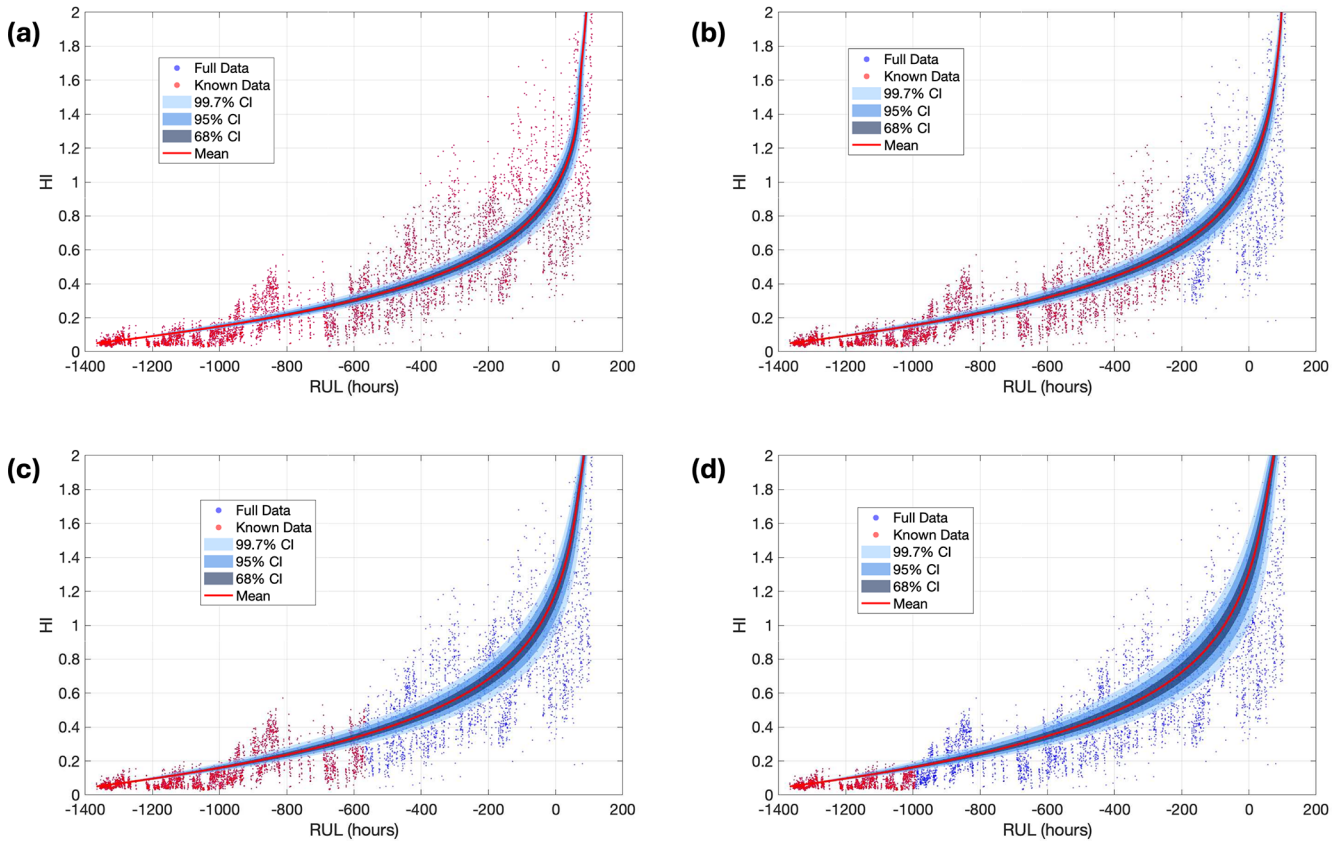 (a)
2
1.8
1.6
1.4
1.2
1
0.8
0.6
0.4
0.2
0
HI
Full Data
Known Data
99.7% CI
95% CI
68% CI
Mean
-1400 -1200 -1000 -800 -600 -400 -200 0 200
RUL (hours)
(b)
2
1.8
1.6
1.4
1.2
1
0.8
0.6
0.4
0.2
0
HI
Full Data
Known Data
99.7% CI
95% CI
68% CI
Mean
-1400 -1200 -1000 -800 -600 -400 -200 0 200
RUL (hours)
(c)
2
1.8
1.6
1.4
1.2
1
0.8
0.6
0.4
0.2
0
HI
Full Data
Known Data
99.7% CI
95% CI
68% CI
Mean
-1400 -1200 -1000 -800 -600 -400 -200 0 200
RUL (hours)
(d)
2
1.8
1.6
1.4
1.2
1
0.8
0.6
0.4
0.2
0
HI
Full Data
Known Data
99.7% CI
95% CI
68% CI
Mean
-1400 -1200 -1000 -800 -600 -400 -200 0 200
RUL (hours)